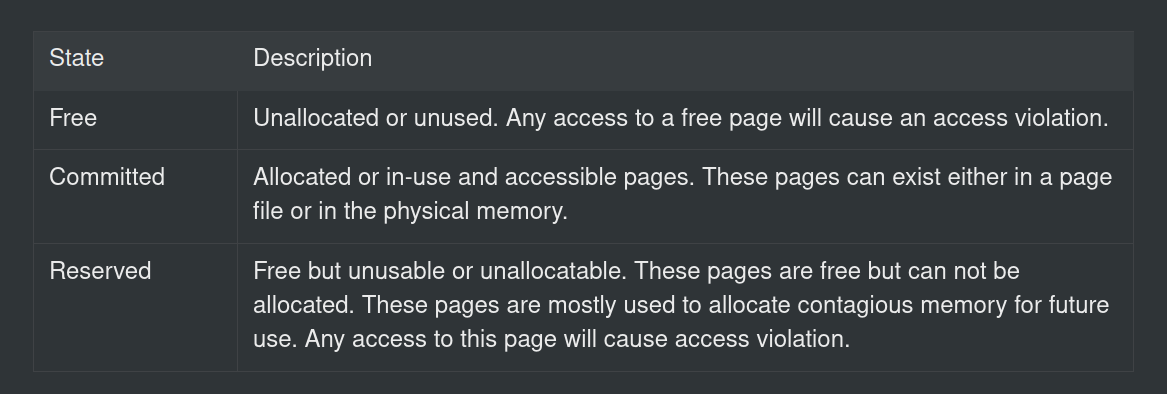 State Description
Free Unallocated or unused. Any access to a free page will cause an access violation.
Committed Allocated or in-use and accessible pages. These pages can exist either in a page
file or in the physical memory.
Reserved Free but unusable or unallocatable. These pages are free but can not be
allocated. These pages are mostly used to allocate contagious memory for future
use. Any access to this page will cause access violation.